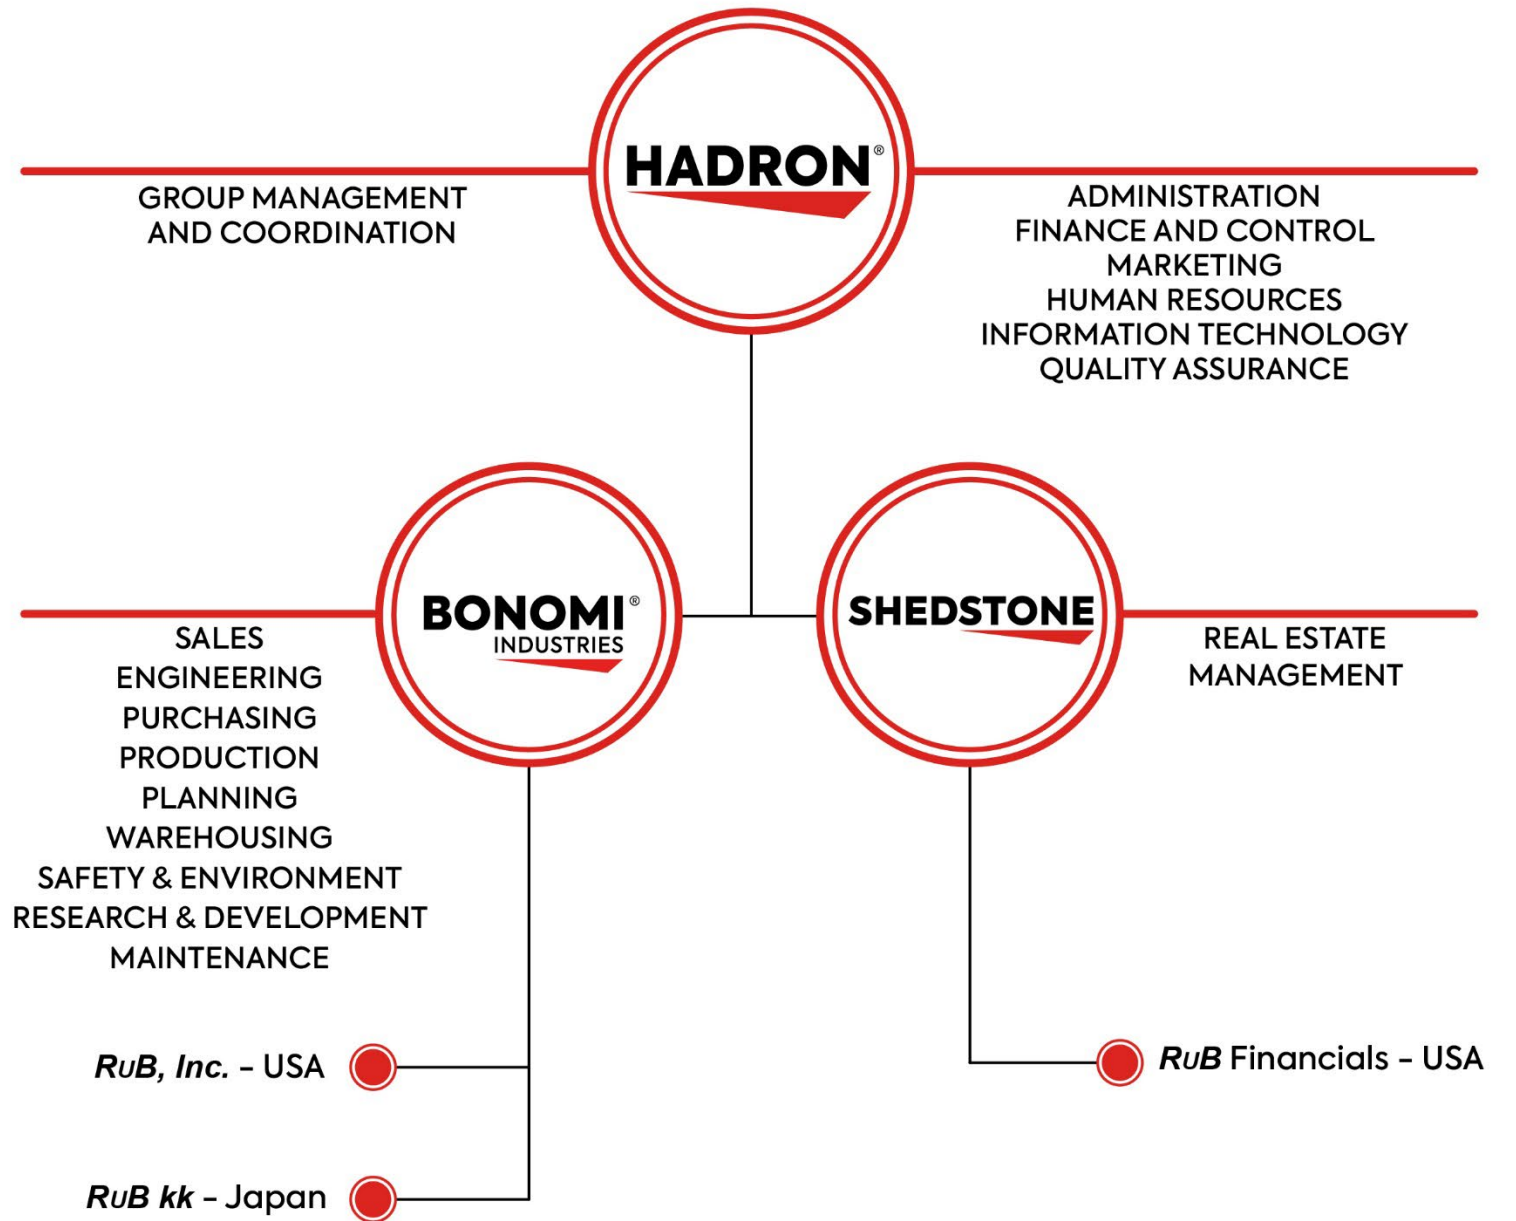 HADRON®
GROUP MANAGEMENT
AND COORDINATION
ADMINISTRATION
FINANCE AND CONTROL
MARKETING
HUMAN RESOURCES
INFORMATION TECHNOLOGY
QUALITY ASSURANCE
BONOMI®
INDUSTRIES
SALES
ENGINEERING
PURCHASING
PRODUCTION
PLANNING
WAREHOUSING
SAFETY & ENVIRONMENT
RESEARCH & DEVELOPMENT
MAINTENANCE
SHEDSTONE
REAL ESTATE
MANAGEMENT
RUB, Inc. – USA
RUB kk – Japan
RUB Financials – USA